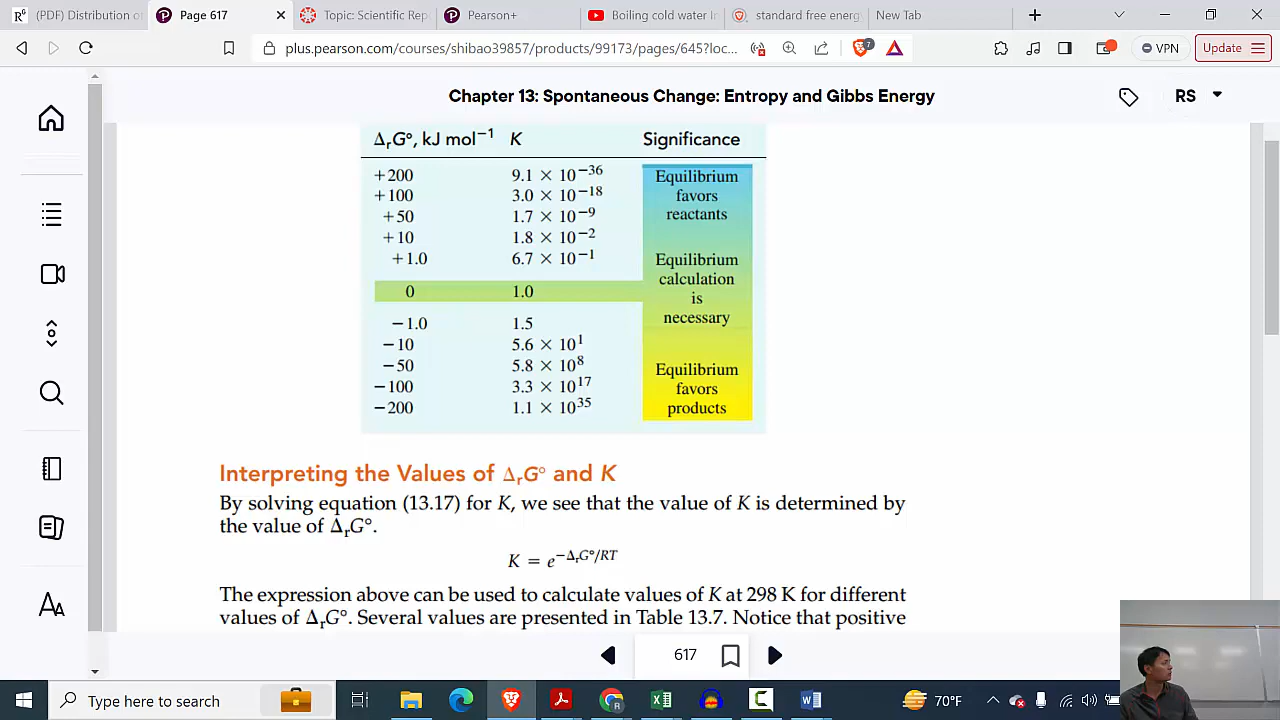 (PDF) Distribution o
Page 617
Topic: Scientific Rep
Pearson+
Boiling cold water I
standard free energ
New Tab
plus.pearson.com/courses/shibao39857/products/99173/pages/645?loc...
7
VPN
Update
Chapter 13: Spontaneous Change: Entropy and Gibbs Energy
RS
ΔᵣG°, kJ mol⁻¹ K Significance
+200 9.1 × 10⁻³⁶
+100 3.0 × 10⁻¹⁸
+50 1.7 × 10⁻⁹
+10 1.8 × 10⁻²
+1.0 6.7 × 10⁻¹
0 1.0
−1.0 1.5
−10 5.6 × 10¹
−50 5.8 × 10⁸
−100 3.3 × 10¹⁷
−200 1.1 × 10³⁵
Equilibrium
favors
reactants
Equilibrium
calculation
is
necessary
Equilibrium
favors
products
Interpreting the Values of ΔᵣG° and K
By solving equation (13.17) for K, we see that the value of K is determined by
the value of ΔᵣG°.
K = e^−ΔᵣG°/RT
The expression above can be used to calculate values of K at 298 K for different
values of ΔᵣG°. Several values are presented in Table 13.7. Notice that positive
617
AA
Type here to search
70°F